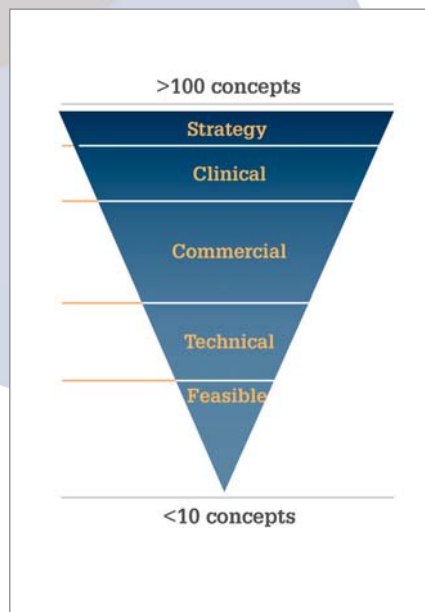 >100 concepts
Strategy
Clinical
Commercial
Technical
Feasible
<10 concepts